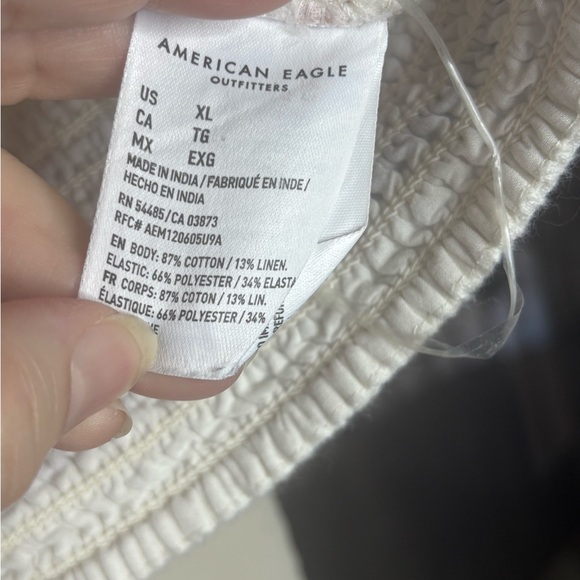 AMERICAN EAGLE
OUTFITTERS
US XL
CA TG
MX EXG
MADE IN INDIA / FABRIQUÉ EN INDE /
HECHO EN INDIA
RN 54485 / CA 03873
RFC# AEM120605U9A
EN BODY: 87% COTTON / 13% LINEN.
ELASTIC: 66% POLYESTER / 34% ELASTA
FR CORPS: 87% COTON / 13% LIN.
ÉLASTIQUE: 66% POLYESTER / 34%